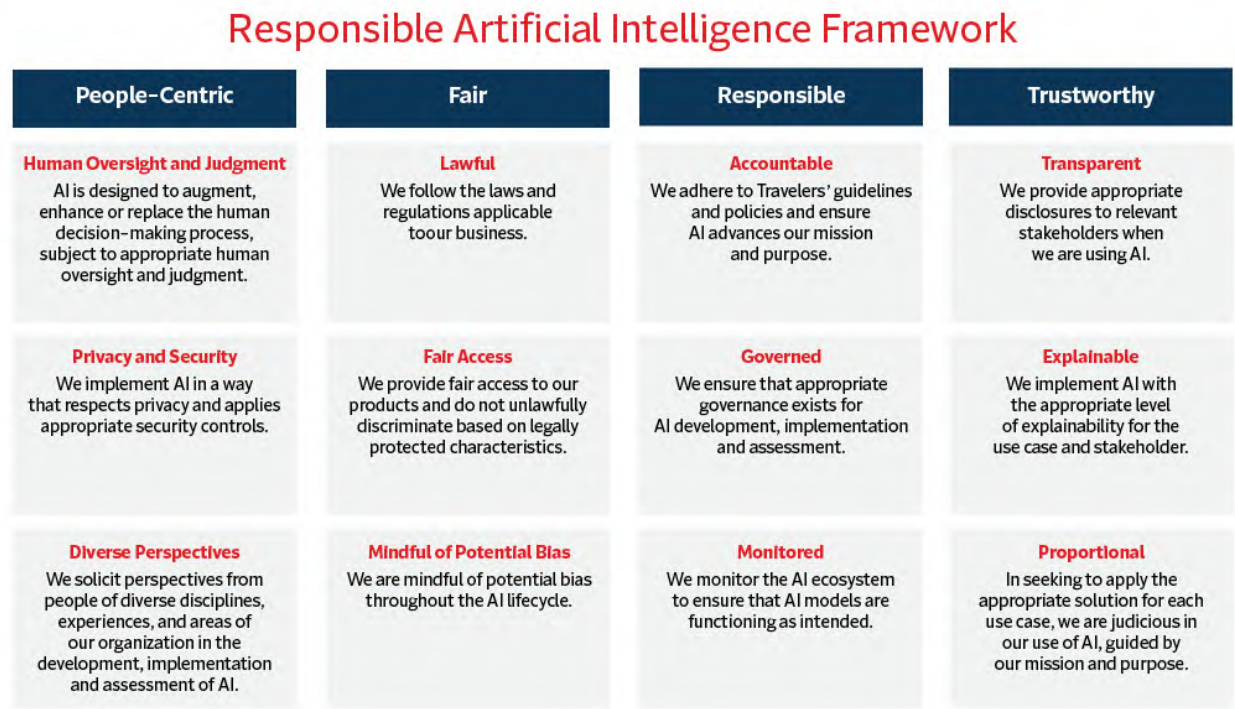 Responsible Artificial Intelligence Framework
People-Centric
Human Oversight and Judgment
AI is designed to augment,
enhance or replace the human
decision-making process,
subject to appropriate human
oversight and judgment.
Privacy and Security
We implement AI in a way
that respects privacy and applies
appropriate security controls.
Diverse Perspectives
We solicit perspectives from
people of diverse disciplines,
experiences, and areas of
our organization in the
development, implementation
and assessment of AI.
Fair
Lawful
We follow the laws and
regulations applicable
toour business.
Fair Access
We provide fair access to our
products and do not unlawfully
discriminate based on legally
protected characteristics.
Mindful of Potential Bias
We are mindful of potential bias
throughout the AI lifecycle.
Responsible
Accountable
We adhere to Travelers' guidelines
and policies and ensure
AI advances our mission
and purpose.
Governed
We ensure that appropriate
governance exists for
AI development, implementation
and assessment.
Monitored
We monitor the AI ecosystem
to ensure that AI models are
functioning as intended.
Trustworthy
Transparent
We provide appropriate
disclosures to relevant
stakeholders when
we are using AI.
Explainable
We implement AI with
the appropriate level
of explainability for the
use case and stakeholder.
Proportional
In seeking to apply the
appropriate solution for each
use case, we are judicious in
our use of AI, guided by
our mission and purpose.